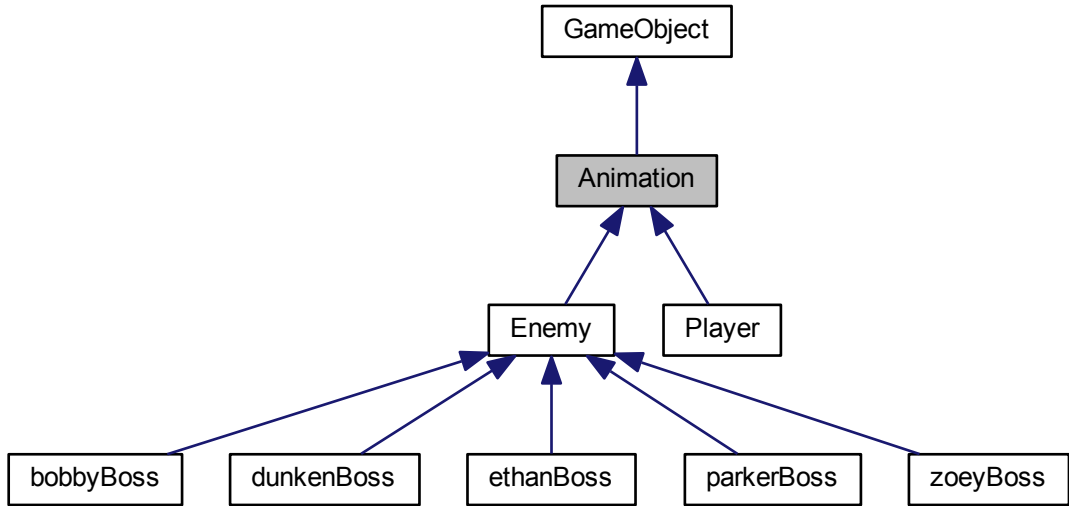 GameObject
Animation
Enemy
Player
bobbyBoss
dunkenBoss
ethanBoss
parkerBoss
zoeyBoss